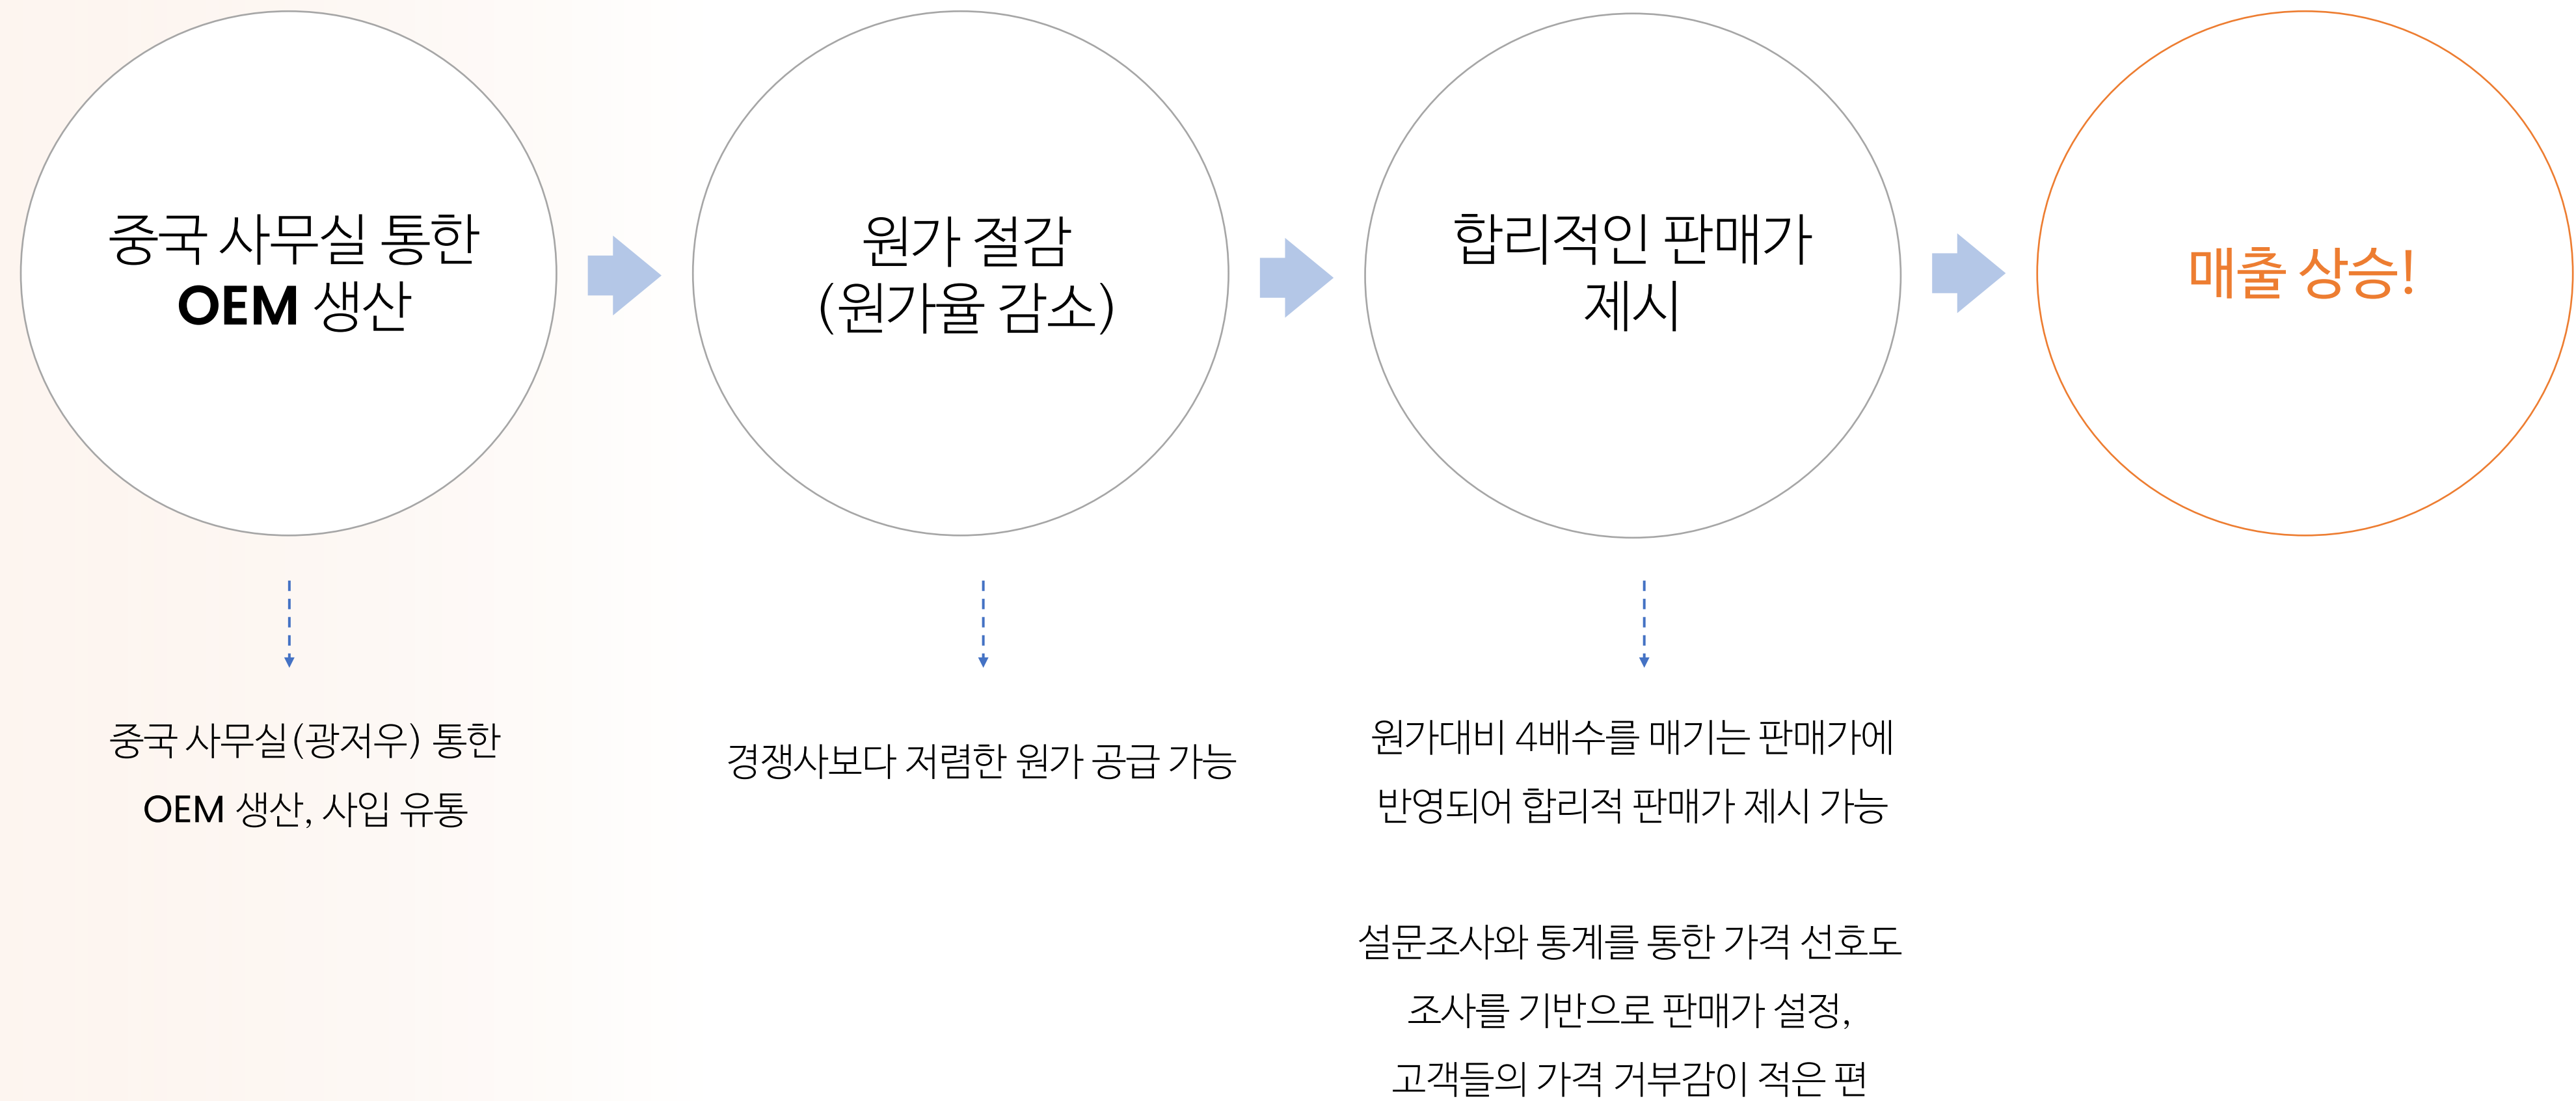 중국 사무실 통한
OEM 생산
원가 절감
(원가율 감소)
합리적인 판매가
제시
매출 상승!
중국 사무실(광저우) 통한
OEM 생산, 사입 유통
경쟁사보다 저렴한 원가 공급 가능
원가대비 4배수를 매기는 판매가에
반영되어 합리적 판매가 제시 가능
설문조사와 통계를 통한 가격 선호도
조사를 기반으로 판매가 설정,
고객들의 가격 거부감이 적은 편